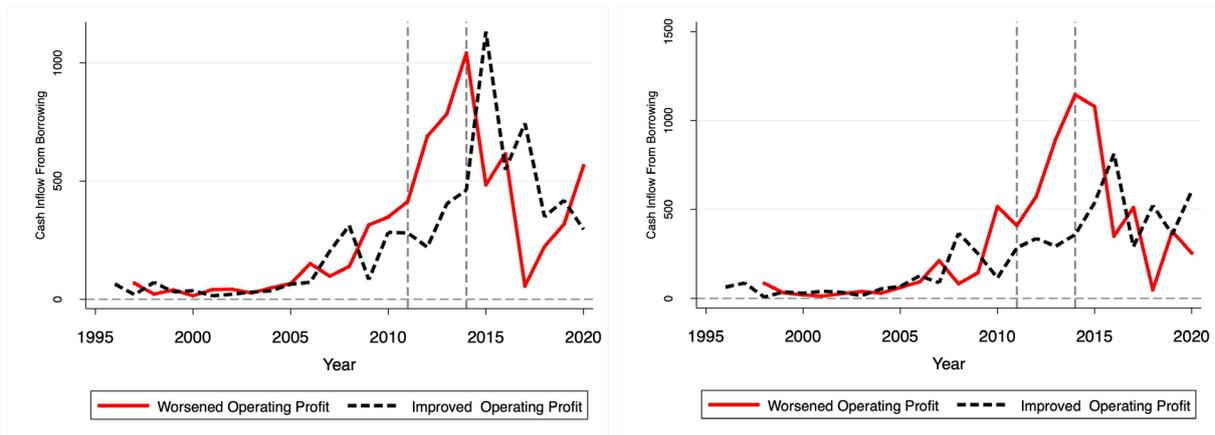 Cash Inflow From Borrowing
1000
500
0
1995 2000 2005 2010 2015 2020
Year
Worsened Operating Profit Improved Operating Profit
Cash Inflow From Borrowing
1500
1000
500
0
1995 2000 2005 2010 2015 2020
Year
Worsened Operating Profit Improved Operating Profit